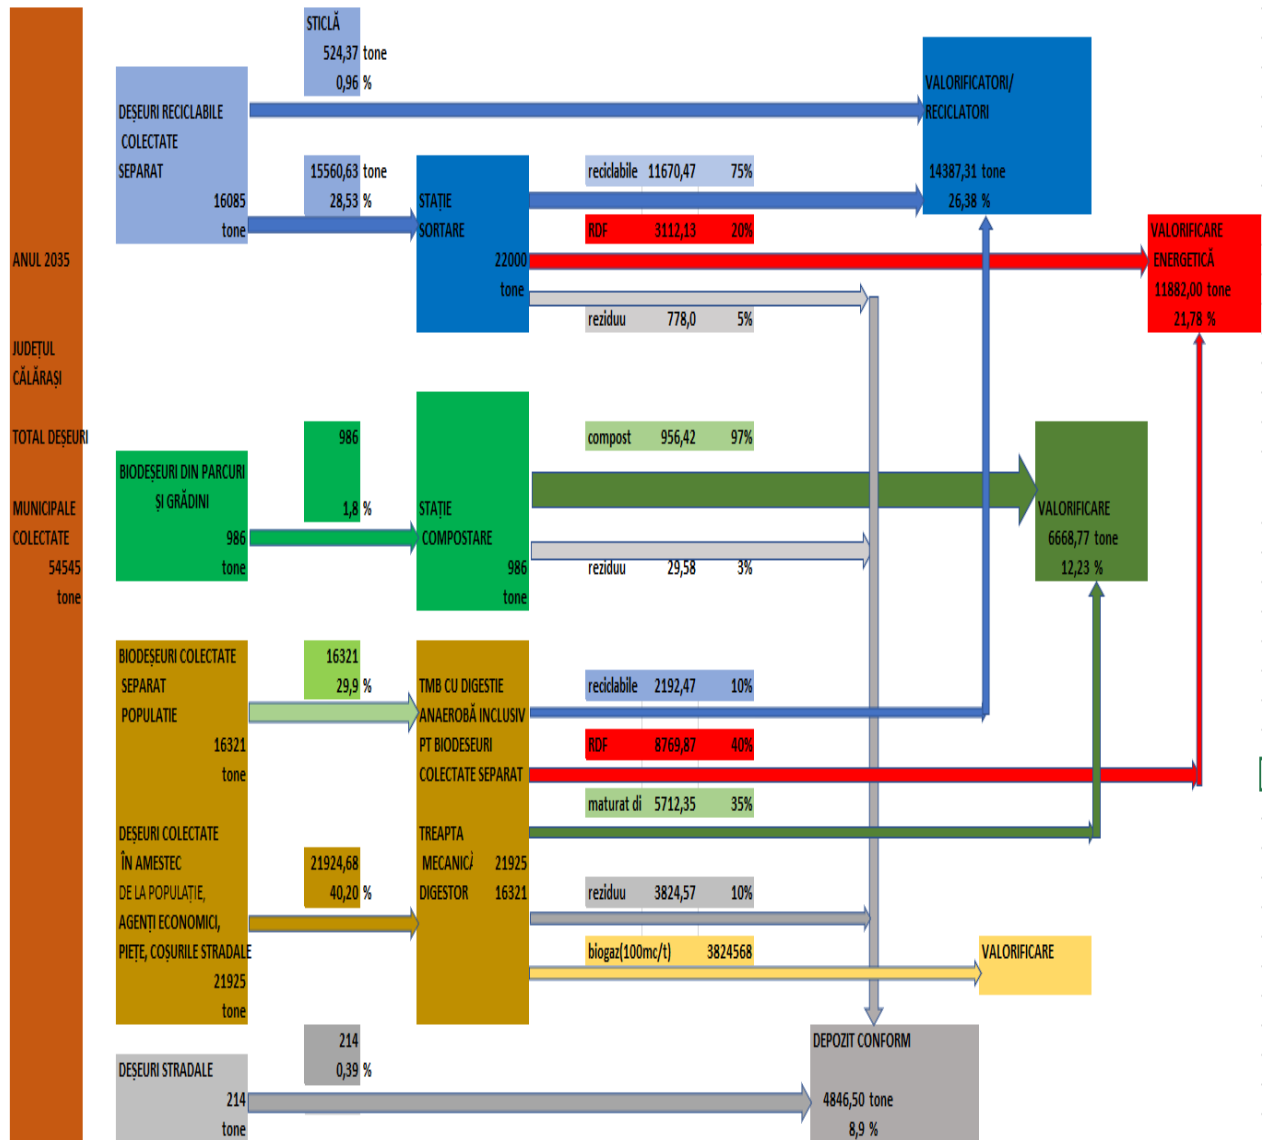 ANUL 2035
JUDEȚUL
CĂLĂRAȘI
TOTAL DEȘEURI
MUNICIPALE
COLECTATE
54545
tone
DEȘEURI RECICLABILE
COLECTATE
SEPARAT
16085
tone
STICLĂ
524,37 tone
0,96 %
15560,63 tone
28,53 %
STAȚIE
SORTARE
22000
tone
reciclabile 11670,47 75%
RDF 3112,13 20%
reziduu 778,0 5%
VALORIFICATORI/
RECICLATORI
14387,31 tone
26,38 %
VALORIFICARE
ENERGETICĂ
11882,00 tone
21,78 %
BIODEȘEURI DIN PARCURI
ȘI GRĂDINI
986
tone
986
1,8 %
STAȚIE
COMPOSTARE
986
tone
compost 956,42 97%
reziduu 29,58 3%
VALORIFICARE
6668,77 tone
12,23 %
BIODEȘEURI COLECTATE
SEPARAT
POPULATIE
16321
tone
16321
29,9 %
DEȘEURI COLECTATE
ÎN AMESTEC
DE LA POPULAȚIE,
AGENȚI ECONOMICI,
PIEȚE, COȘURILE STRADALE
21925
tone
21924,68
40,20 %
TMB CU DIGESTIE
ANAEROBĂ INCLUSIV
PT BIODESEURI
COLECTATE SEPARAT
TREAPTA
MECANICĂ 21925
DIGESTOR 16321
reciclabile 2192,47 10%
RDF 8769,87 40%
maturat di 5712,35 35%
reziduu 3824,57 10%
biogaz(100mc/t) 3824568
VALORIFICARE
DEȘEURI STRADALE
214
tone
214
0,39 %
DEPOZIT CONFORM
4846,50 tone
8,9 %